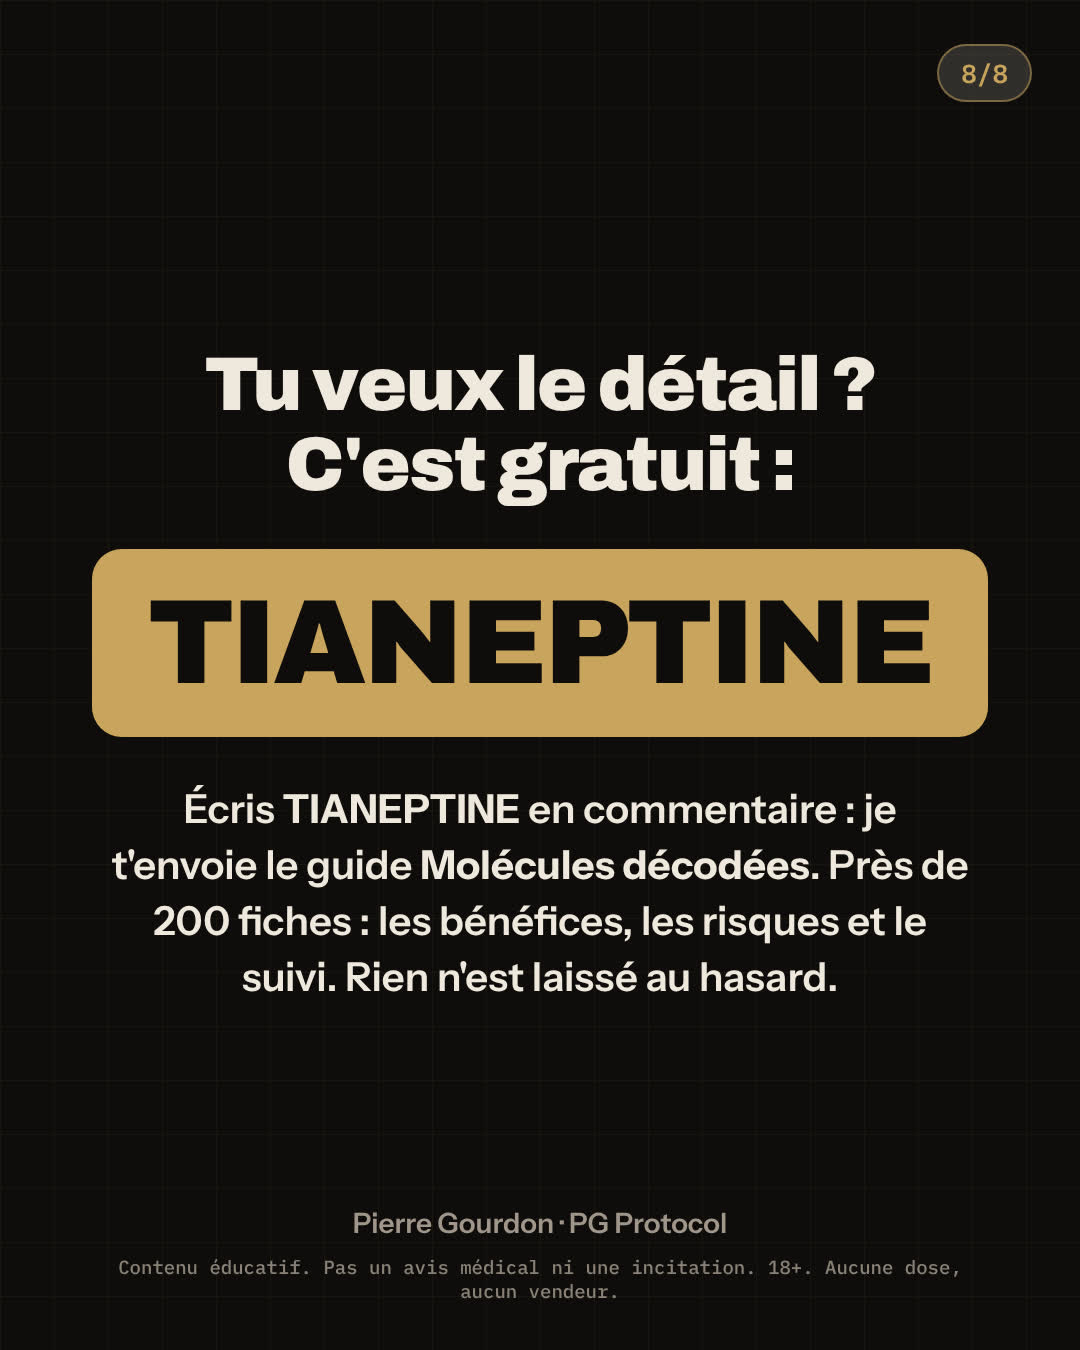 8/8
Tu veux le détail ?
C'est gratuit :
TIANEPTINE
Écris TIANEPTINE en commentaire : je
t'envoie le guide Molécules décodées. Près de
200 fiches : les bénéfices, les risques et le
suivi. Rien n'est laissé au hasard.
Pierre Gourdon · PG Protocol
Contenu éducatif. Pas un avis médical ni une incitation. 18+. Aucune dose,
aucun vendeur.